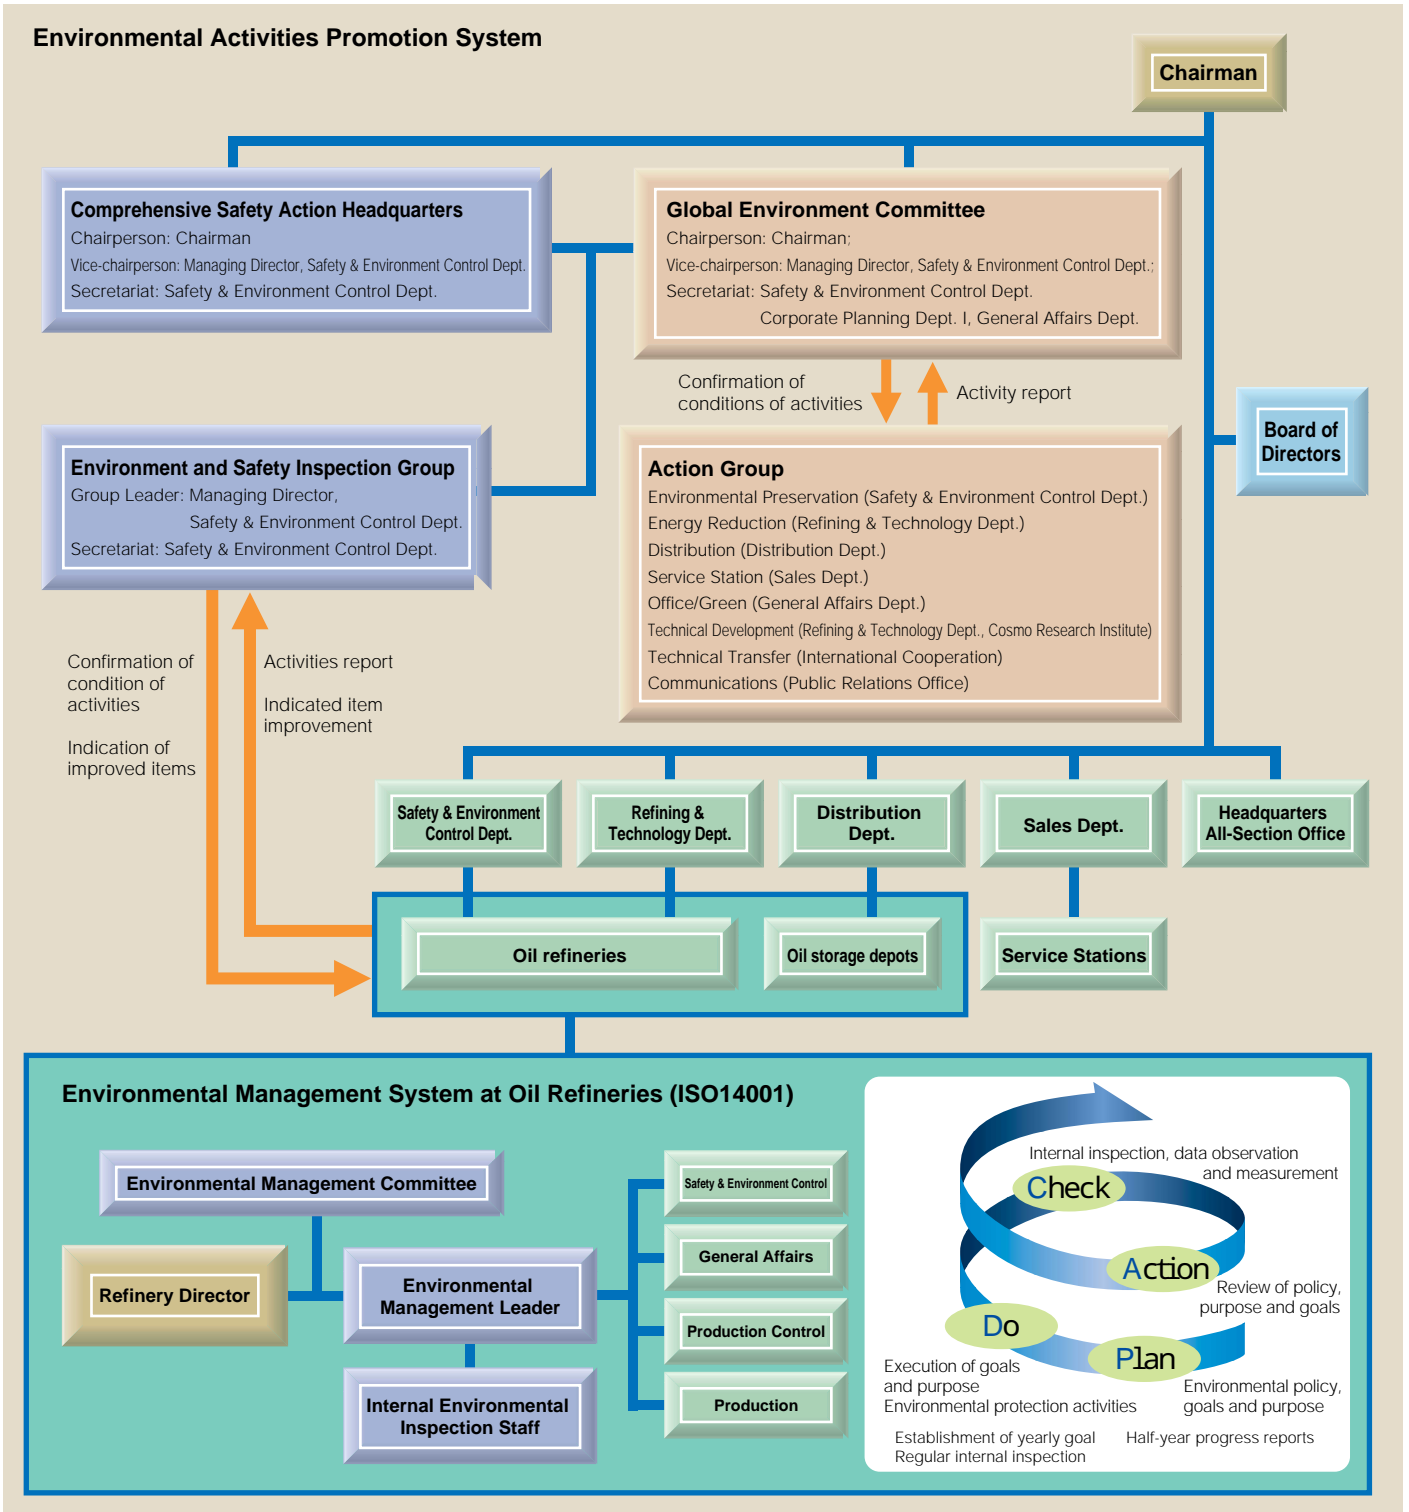 Environmental Activities Promotion System
Chairman
Comprehensive Safety Action Headquarters
Chairperson: Chairman
Vice-chairperson: Managing Director, Safety & Environment Control Dept.
Secretariat: Safety & Environment Control Dept.
Global Environment Committee
Chairperson: Chairman;
Vice-chairperson: Managing Director, Safety & Environment Control Dept.;
Secretariat: Safety & Environment Control Dept.
Corporate Planning Dept. I, General Affairs Dept.
Confirmation of
conditions of activities
Activity report
Board of
Directors
Environment and Safety Inspection Group
Group Leader: Managing Director,
Safety & Environment Control Dept.
Secretariat: Safety & Environment Control Dept.
Action Group
Environmental Preservation (Safety & Environment Control Dept.)
Energy Reduction (Refining & Technology Dept.)
Distribution (Distribution Dept.)
Service Station (Sales Dept.)
Office/Green (General Affairs Dept.)
Technical Development (Refining & Technology Dept., Cosmo Research Institute)
Technical Transfer (International Cooperation)
Communications (Public Relations Office)
Confirmation of
condition of
activities
Indication of
improved items
Activities report
Indicated item
improvement
Safety & Environment
Control Dept.
Refining &
Technology Dept.
Distribution
Dept.
Sales Dept.
Headquarters
All-Section Office
Oil refineries
Oil storage depots
Service Stations
Environmental Management System at Oil Refineries (ISO14001)
Environmental Management Committee
Refinery Director
Environmental
Management Leader
Internal Environmental
Inspection Staff
Safety & Environment Control
General Affairs
Production Control
Production
Internal inspection, data observation
and measurement
Check
Action
Review of policy,
purpose and goals
Do
Plan
Execution of goals
and purpose
Environmental protection activities
Environmental policy,
goals and purpose
Establishment of yearly goal
Regular internal inspection
Half-year progress reports